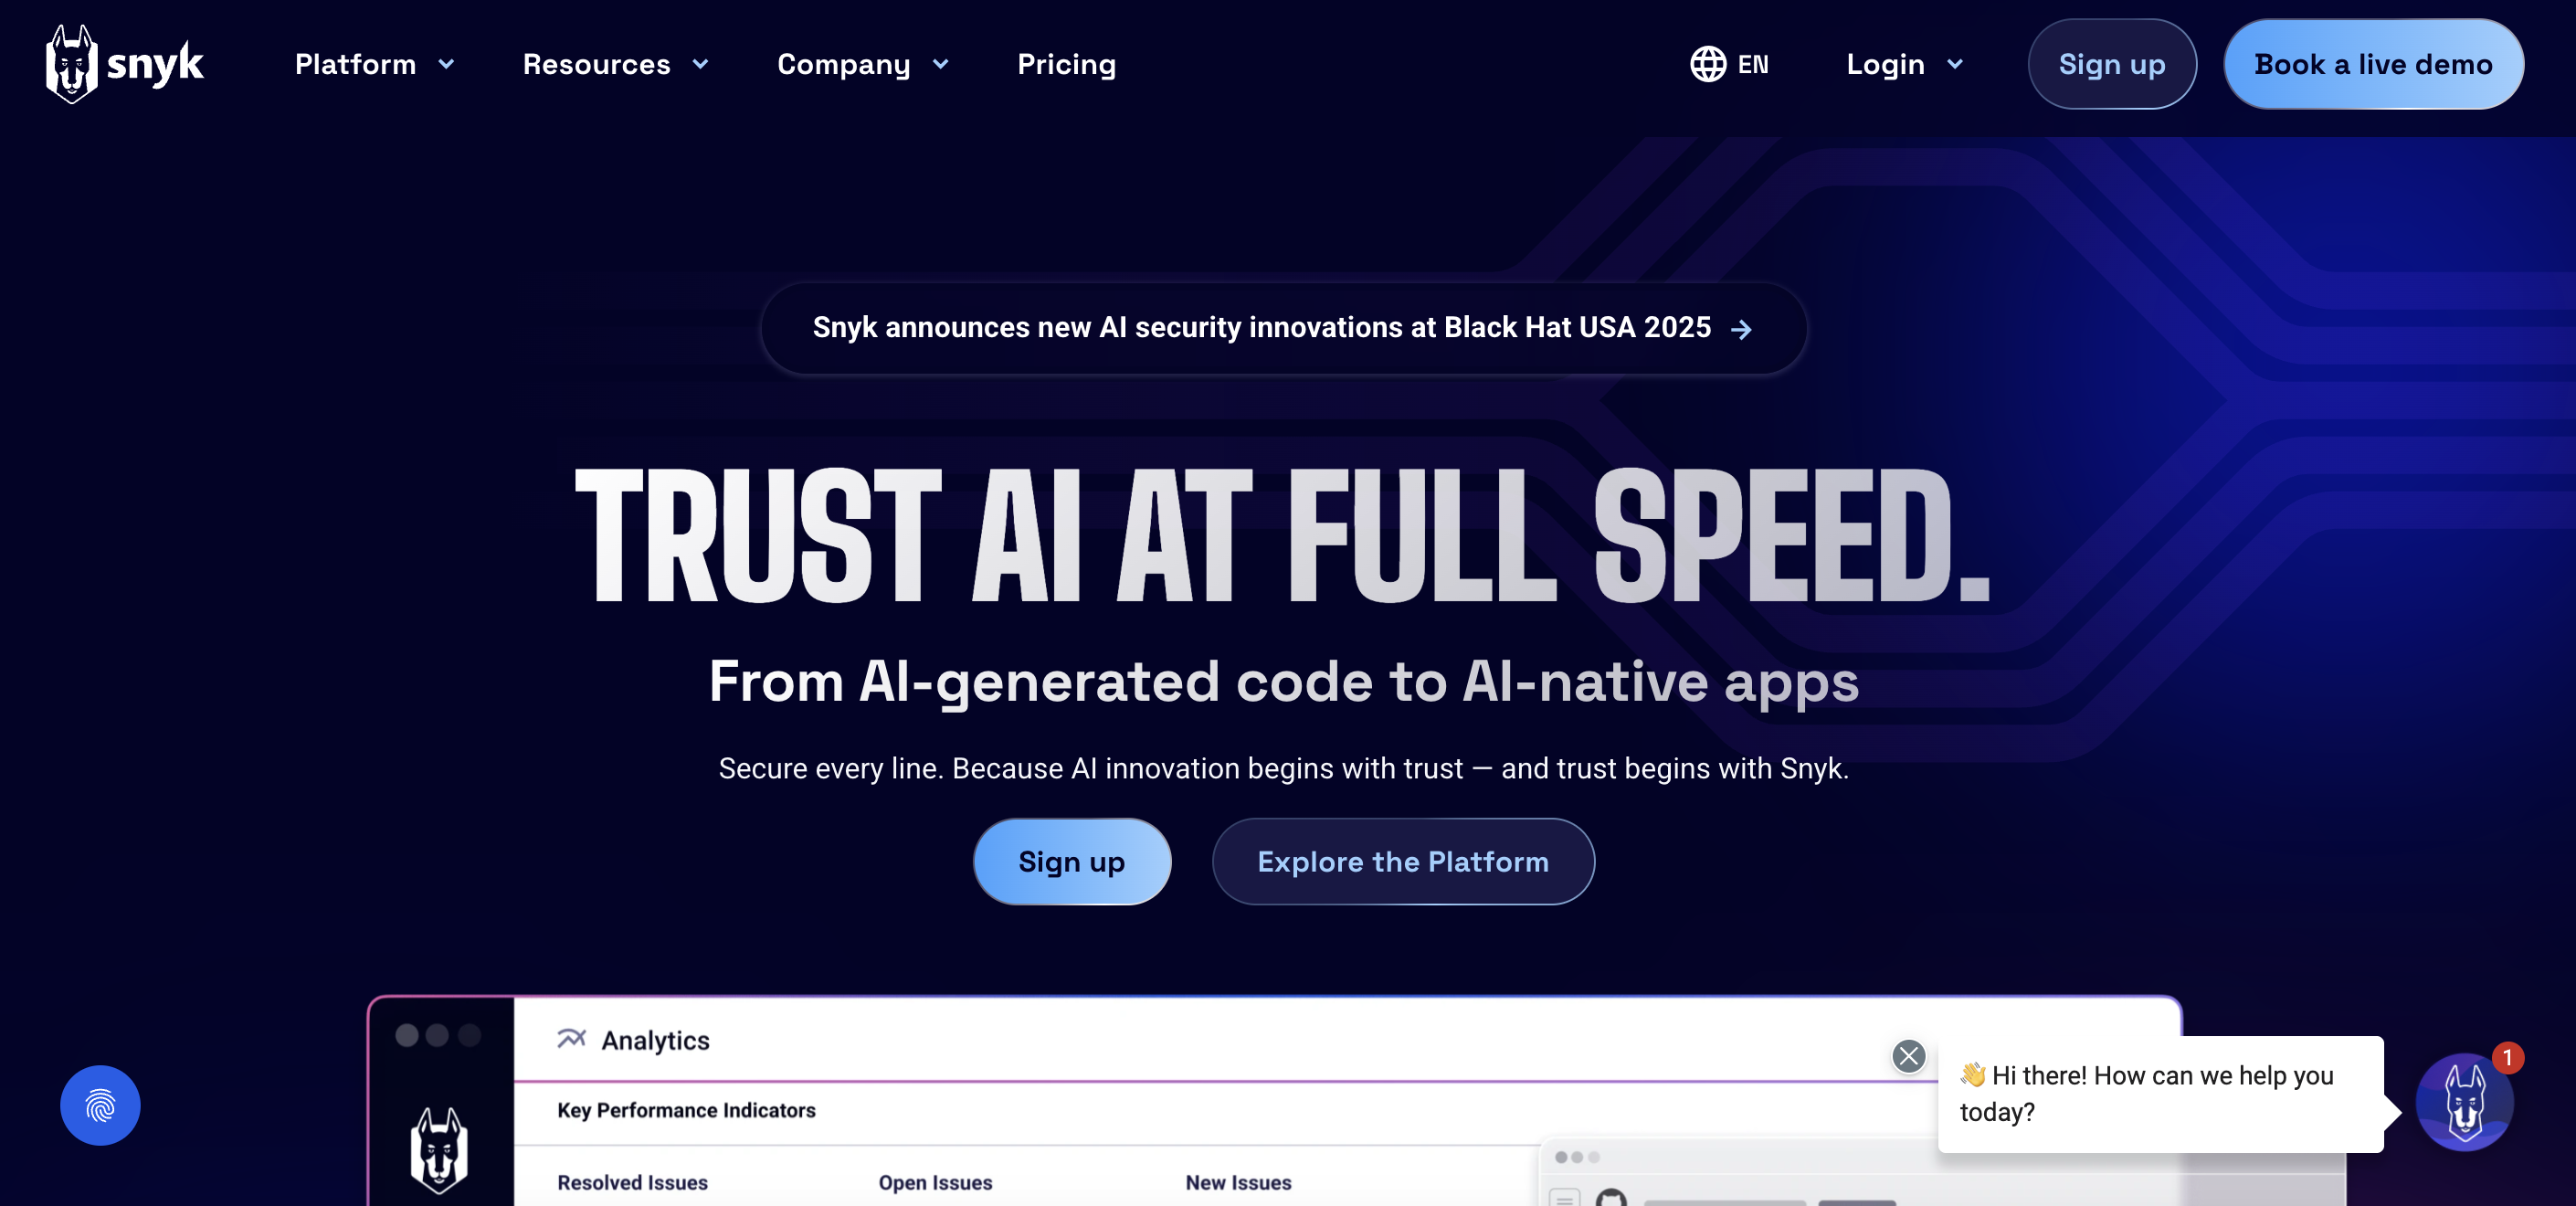 snyk
Platform
Resources
Company
Pricing
EN
Login
Sign up
Book a live demo
Snyk announces new AI security innovations at Black Hat USA 2025 →
TRUST AI AT FULL SPEED.
From AI-generated code to AI-native apps
Secure every line. Because AI innovation begins with trust — and trust begins with Snyk.
Sign up
Explore the Platform
Analytics
Key Performance Indicators
Resolved Issues
Open Issues
New Issues
👋 Hi there! How can we help you
today?
1